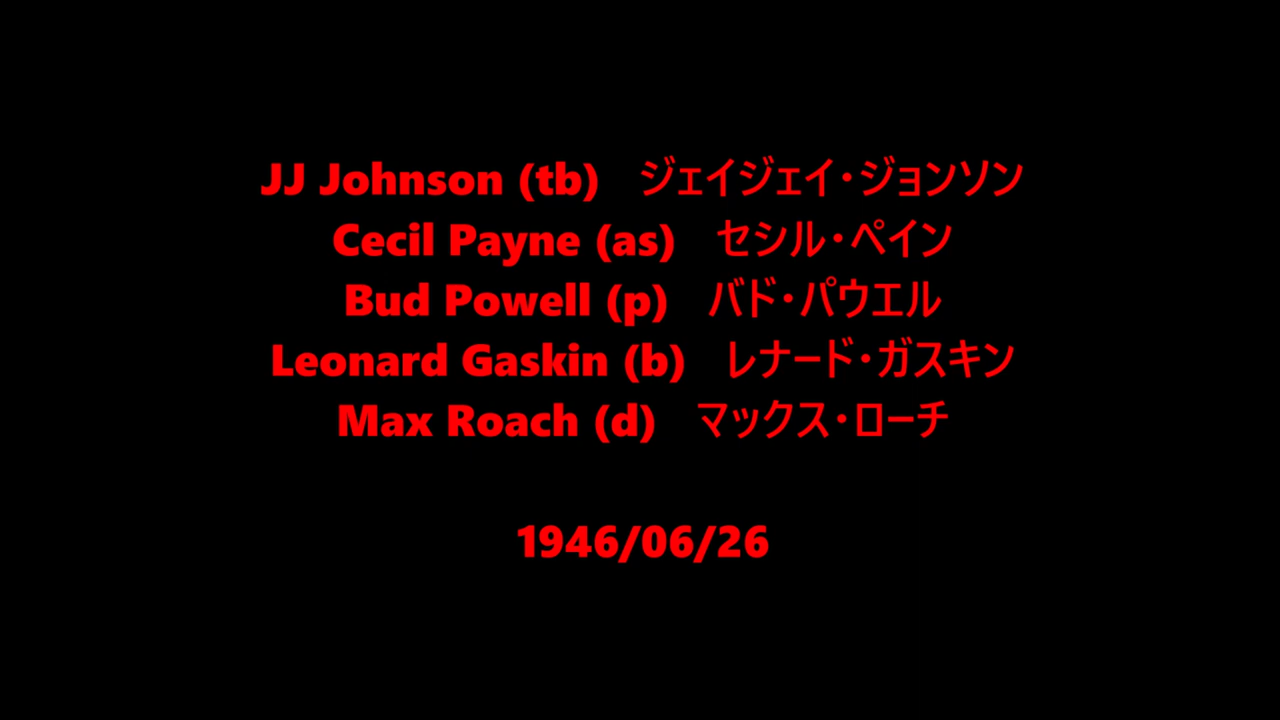 JJ Johnson (tb) ジェイジェイ・ジョンソン
Cecil Payne (as) セシル・ペイン
Bud Powell (p) バド・パウエル
Leonard Gaskin (b) レナード・ガスキン
Max Roach (d) マックス・ローチ
1946/06/26